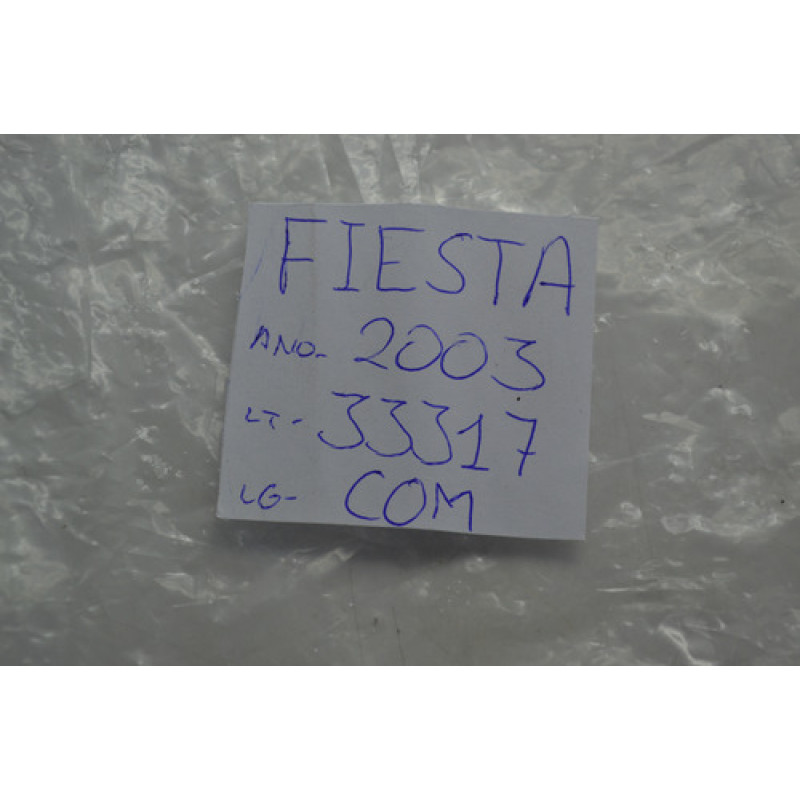 FIESTA
ANO- 2003
LT- 33317
LG- COM